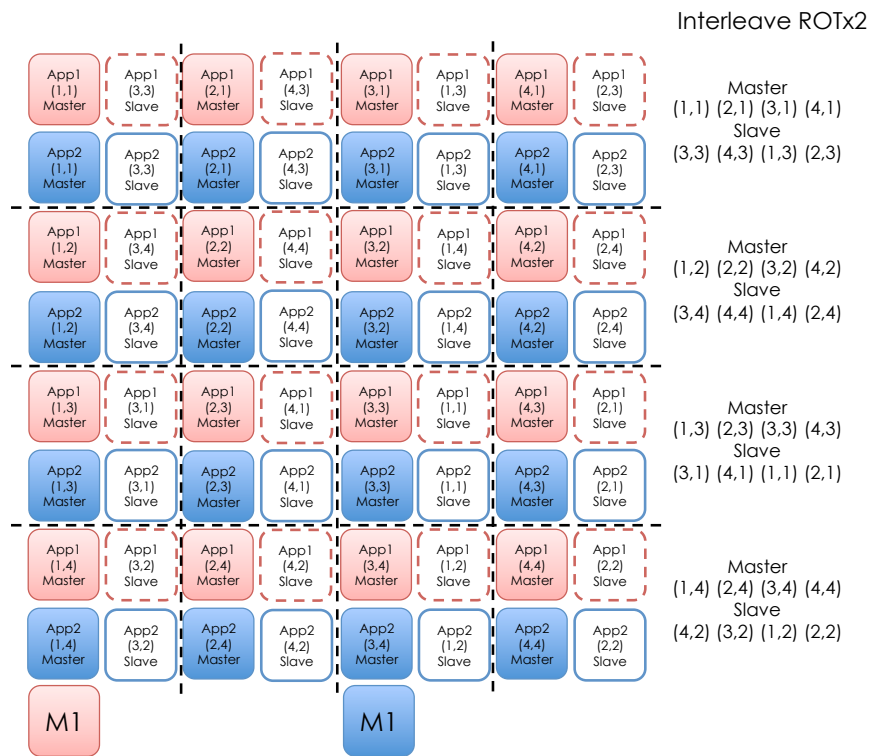 Interleave ROTx2
App1 App1 App1 App1 App1 App1 App1 App1
(1,1) (3,3) (2,1) (4,3) (3,1) (1,3) (4,1) (2,3)
Master Slave Master Slave Master Slave Master Slave
App2 App2 App2 App2 App2 App2 App2 App2
(1,1) (3,3) (2,1) (4,3) (3,1) (1,3) (4,1) (2,3)
Master Slave Master Slave Master Slave Master Slave
Master
(1,1) (2,1) (3,1) (4,1)
Slave
(3,3) (4,3) (1,3) (2,3)
App1 App1 App1 App1 App1 App1 App1 App1
(1,2) (3,4) (2,2) (4,4) (3,2) (1,4) (4,2) (2,4)
Master Slave Master Slave Master Slave Master Slave
App2 App2 App2 App2 App2 App2 App2 App2
(1,2) (3,4) (2,2) (4,4) (3,2) (1,4) (4,2) (2,4)
Master Slave Master Slave Master Slave Master Slave
Master
(1,2) (2,2) (3,2) (4,2)
Slave
(3,4) (4,4) (1,4) (2,4)
App1 App1 App1 App1 App1 App1 App1 App1
(1,3) (3,1) (2,3) (4,1) (3,3) (1,1) (4,3) (2,1)
Master Slave Master Slave Master Slave Master Slave
App2 App2 App2 App2 App2 App2 App2 App2
(1,3) (3,1) (2,3) (4,1) (3,3) (1,1) (4,3) (2,1)
Master Slave Master Slave Master Slave Master Slave
Master
(1,3) (2,3) (3,3) (4,3)
Slave
(3,1) (4,1) (1,1) (2,1)
App1 App1 App1 App1 App1 App1 App1 App1
(1,4) (3,2) (2,4) (4,2) (3,4) (1,2) (4,4) (2,2)
Master Slave Master Slave Master Slave Master Slave
App2 App2 App2 App2 App2 App2 App2 App2
(1,4) (3,2) (2,4) (4,2) (3,4) (1,2) (4,4) (2,2)
Master Slave Master Slave Master Slave Master Slave
Master
(1,4) (2,4) (3,4) (4,4)
Slave
(4,2) (3,2) (1,2) (2,2)
M1 M1